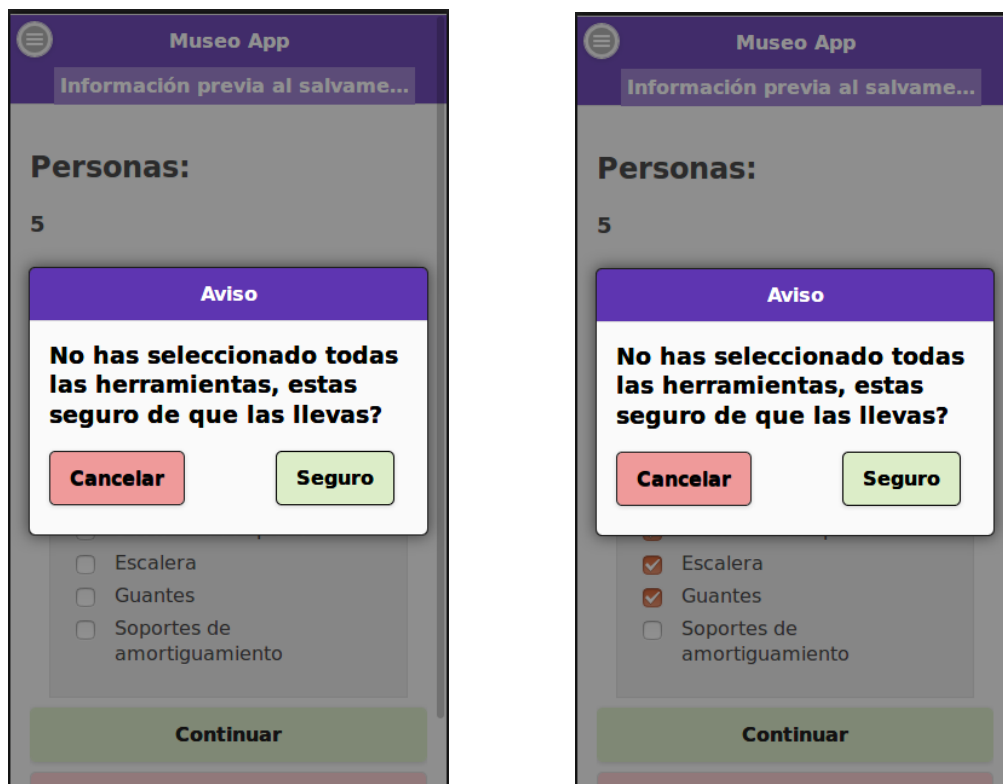 Museo App
Información previa al salvame...
Personas:
5
Aviso
No has seleccionado todas
las herramientas, estas
seguro de que las llevas?
Cancelar
Seguro
Escalera
Guantes
Soportes de
amortiguamiento
Continuar
Museo App
Información previa al salvame...
Personas:
5
Aviso
No has seleccionado todas
las herramientas, estas
seguro de que las llevas?
Cancelar
Seguro
Escalera
Guantes
Soportes de
amortiguamiento
Continuar